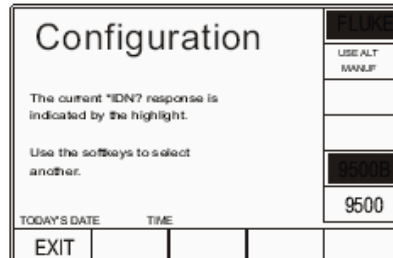 Configuration
The current *IDN? response is
indicated by the highlight.
Use the softkeys to select
another.
TODAY'S DATE TIME
EXIT
FLUKE
USE ALT
MANUF
9500B
9500